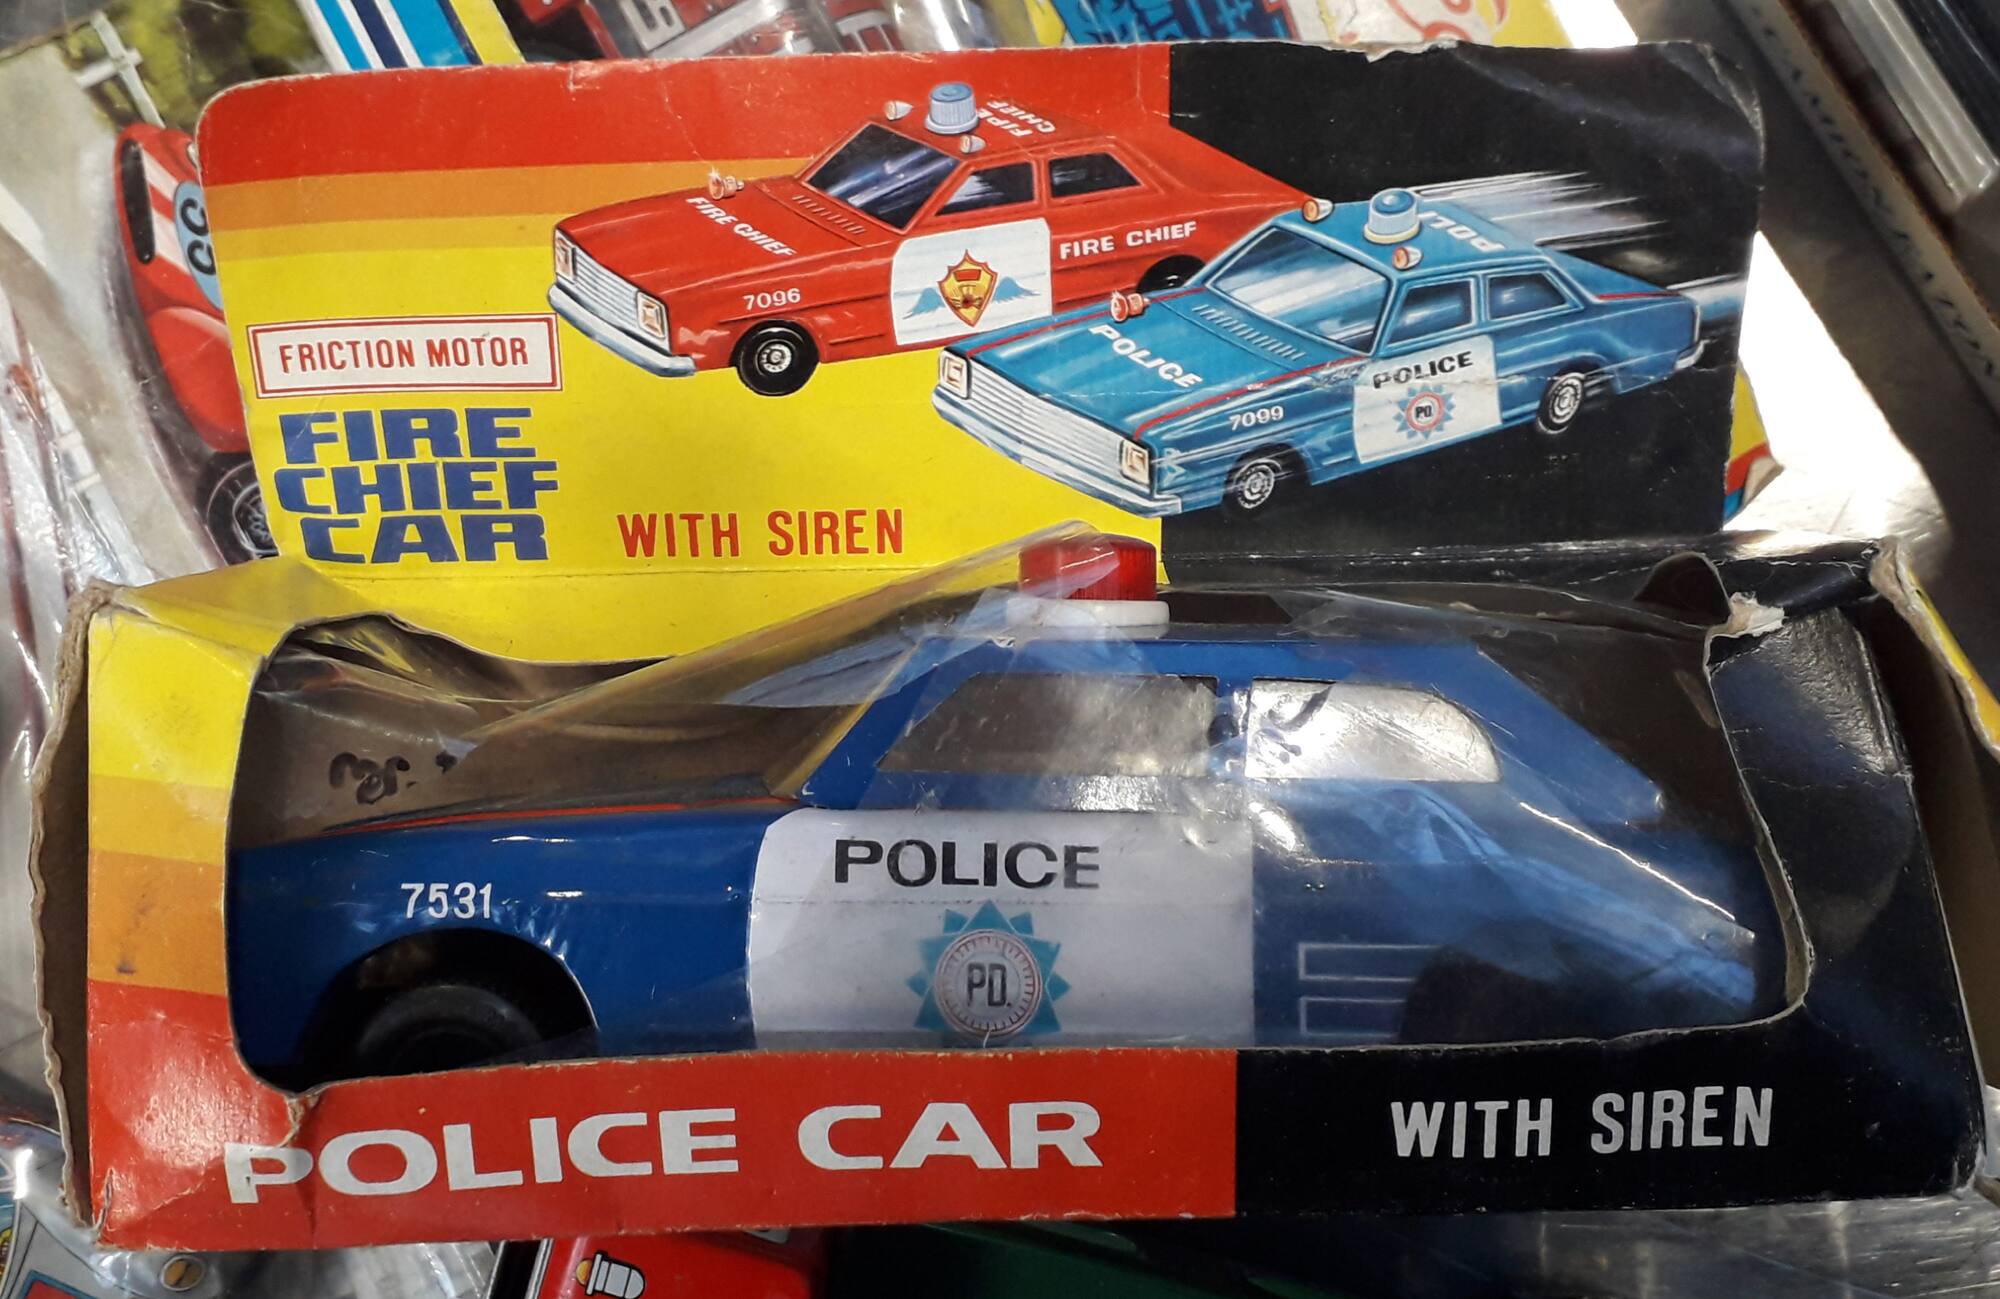 FIRE
CHIEF
FIRE CHIEF
FIRE CHIEF
7096
POLI
POLICE
POLICE
PD.
7099
FRICTION MOTOR
FIRE
CHIEF
CAR
WITH SIREN
7531
POLICE
PD.
POLICE CAR
WITH SIREN